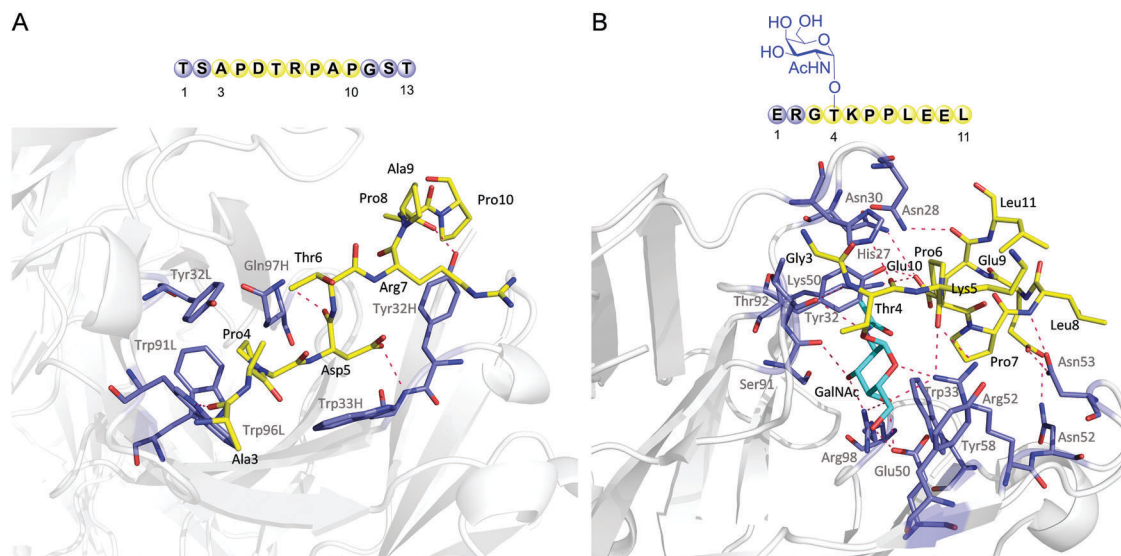 A
TSAPDTRPAPGST
1 3 10 13
Ala9
Pro8
Pro10
Thr6
Gln97H
Tyr32L
Arg7
Tyr32H
Pro4
Trp91L
Asp5
Trp33H
Trp96L
Ala3
B
HO OH
O
HO
AcHN
O
ERGTKPPLEEL
1 4 11
Asn30
Asn28
Leu11
His27
Pro6
Gly3
Glu10
Glu9
Lys50
Lys5
Thr92
Tyr32
Thr4
Leu8
Pro7
Asn53
Ser91
GalNAc
Trp33
Arg52
Arg98
Tyr58
Asn52
Glu50